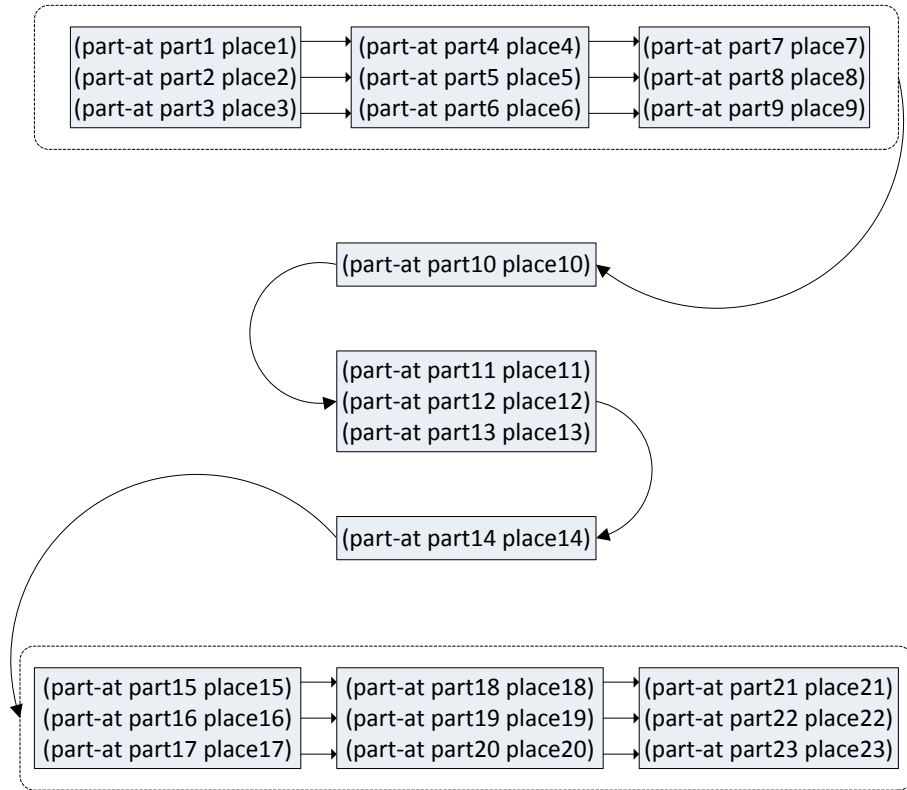 (part-at part1 place1)
(part-at part2 place2)
(part-at part3 place3)
(part-at part4 place4)
(part-at part5 place5)
(part-at part6 place6)
(part-at part7 place7)
(part-at part8 place8)
(part-at part9 place9)
(part-at part10 place10)
(part-at part11 place11)
(part-at part12 place12)
(part-at part13 place13)
(part-at part14 place14)
(part-at part15 place15)
(part-at part16 place16)
(part-at part17 place17)
(part-at part18 place18)
(part-at part19 place19)
(part-at part20 place20)
(part-at part21 place21)
(part-at part22 place22)
(part-at part23 place23)